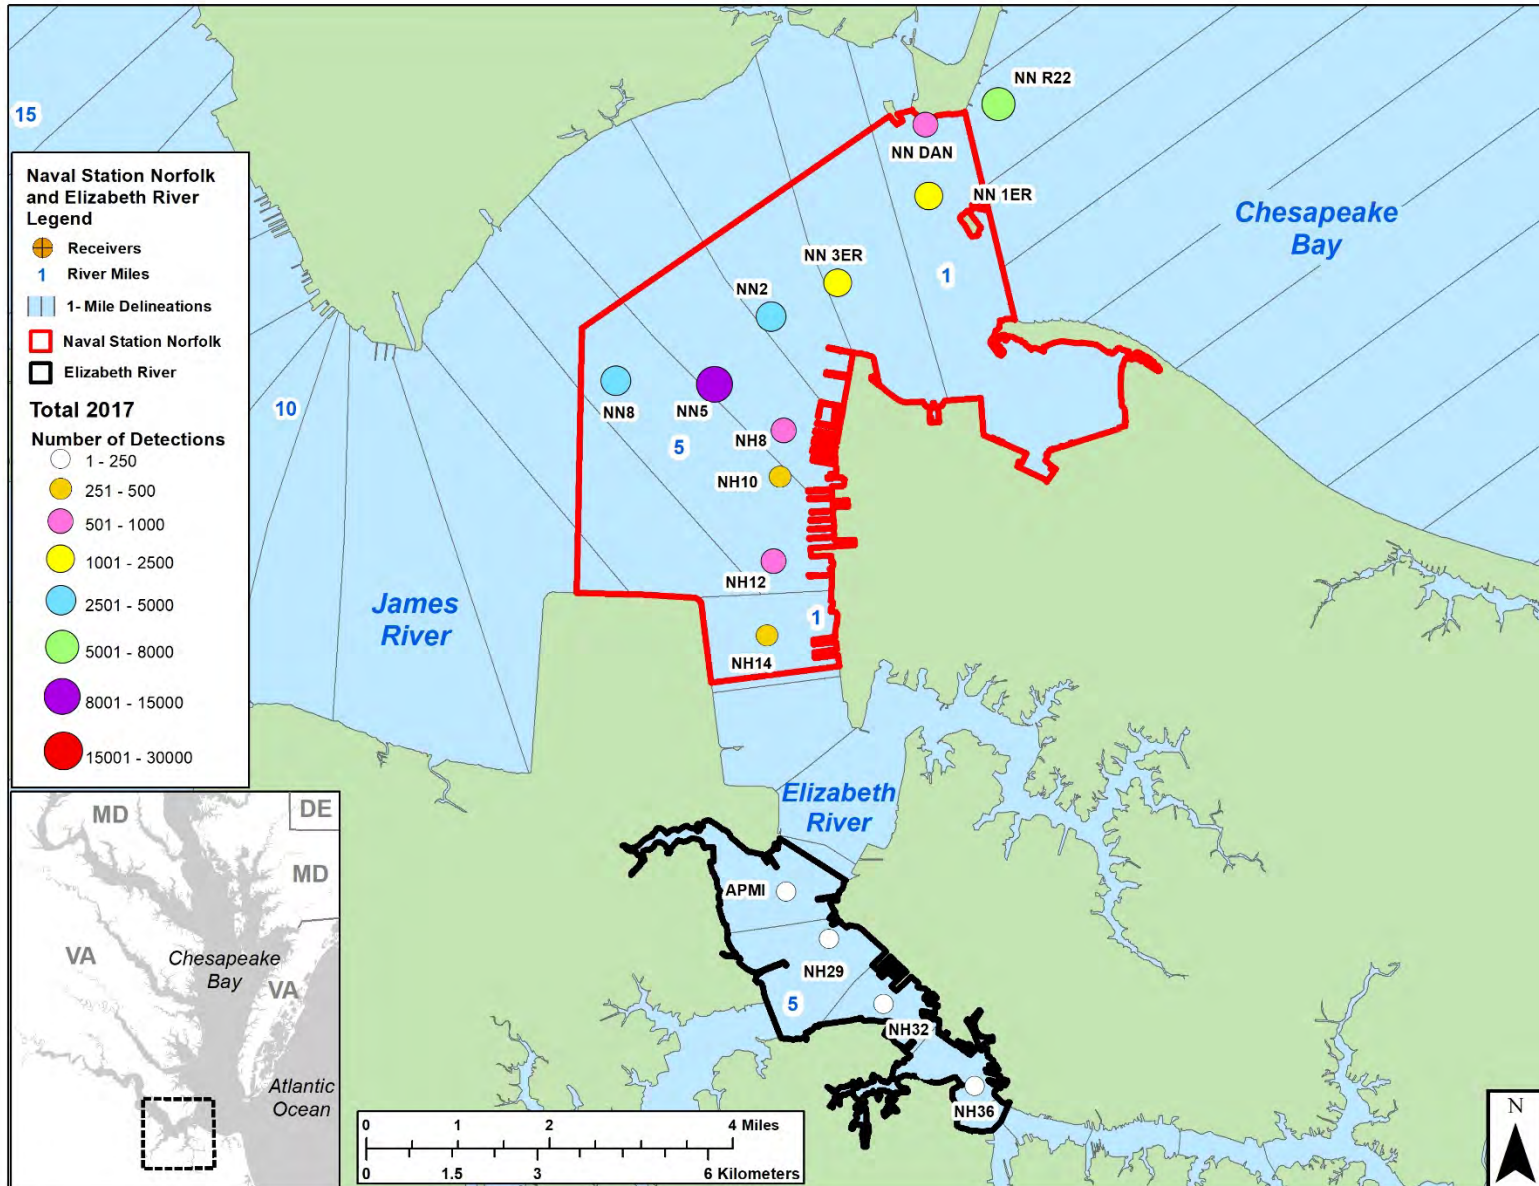 NN R22
15
NN DAN
Naval Station Norfolk
and Elizabeth River
Legend
Receivers
1 River Miles
1- Mile Delineations
Naval Station Norfolk
Elizabeth River
Total 2017
Number of Detections
1 - 250
251 - 500
501 - 1000
1001 - 2500
2501 - 5000
5001 - 8000
8001 - 15000
15001 - 30000
NN 1ER
Chesapeake
Bay
NN 3ER
1
NN2
NN8
NN5
10
NH8
5
NH10
NH12
James
River
1
NH14
Elizabeth
River
APMI
NH29
5
NH32
NH36
MD
DE
MD
VA
Chesapeake
Bay
VA
Atlantic
Ocean
0 1 2 4 Miles
0 1.5 3 6 Kilometers
N